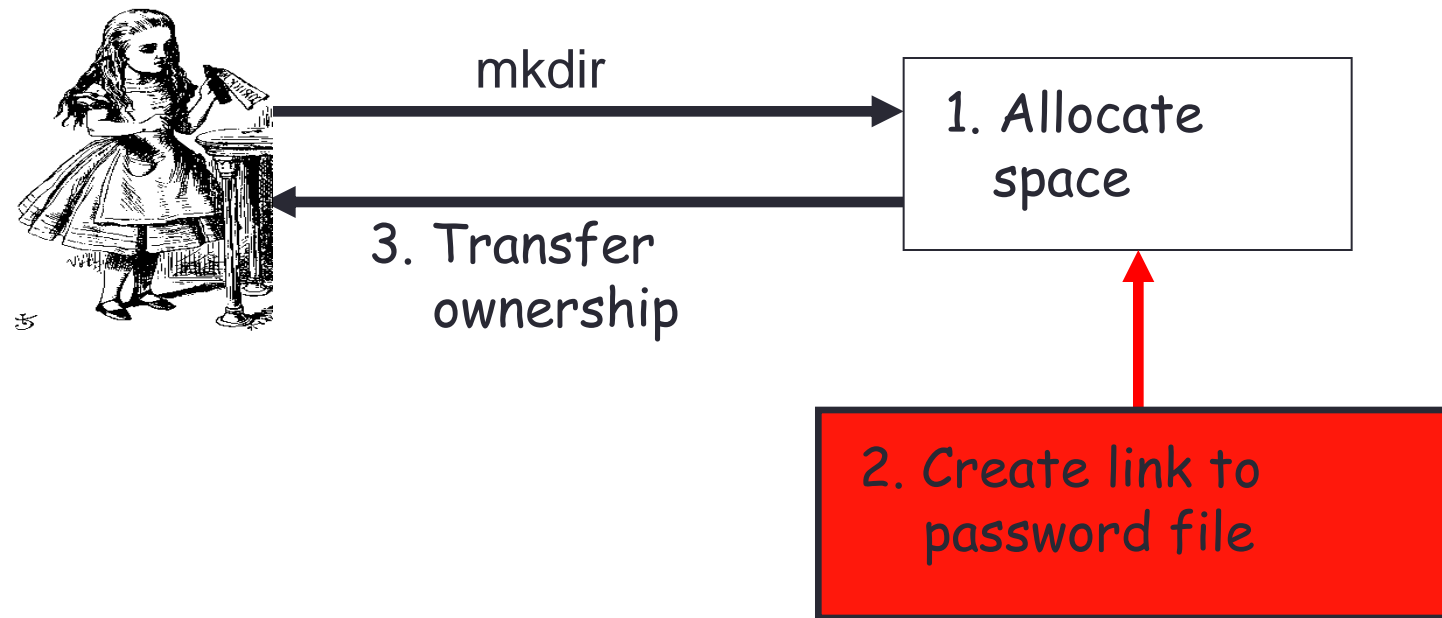 mkdir
1. Allocate
space
3. Transfer
ownership
2. Create link to
password file